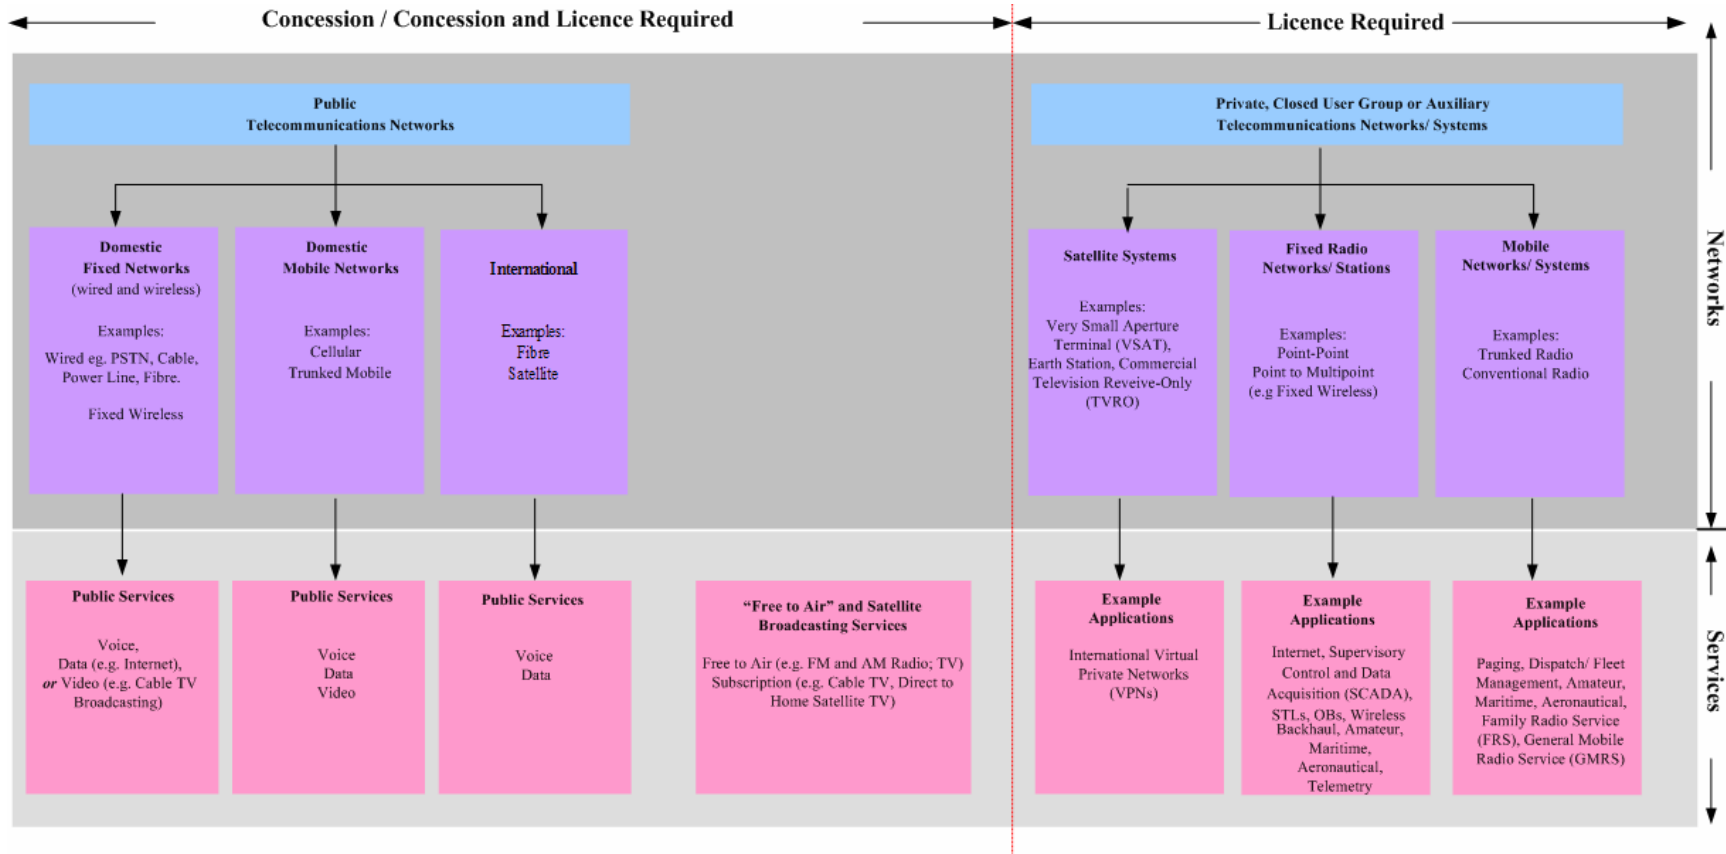 Concession / Concession and Licence Required
Licence Required
Public
Telecommunications Networks
Private, Closed User Group or Auxiliary
Telecommunications Networks/ Systems
Domestic
Fixed Networks
(wired and wireless)
Examples:
Wired eg. PSTN, Cable,
Power Line, Fibre.
Fixed Wireless
Domestic
Mobile Networks
Examples:
Cellular
Trunked Mobile
International
Examples:
Fibre
Satellite
Satellite Systems
Examples:
Very Small Aperture
Terminal (VSAT),
Earth Station, Commercial
Television Reveive-Only
(TVRO)
Fixed Radio
Networks/ Stations
Examples:
Point-Point
Point to Multipoint
(e.g Fixed Wireless)
Mobile
Networks/ Systems
Examples:
Trunked Radio
Conventional Radio
Networks
Public Services
Voice,
Data (e.g. Internet),
or Video (e.g. Cable TV
Broadcasting)
Public Services
Voice
Data
Video
Public Services
Voice
Data
“Free to Air” and Satellite
Broadcasting Services
Free to Air (e.g. FM and AM Radio; TV)
Subscription (e.g. Cable TV, Direct to
Home Satellite TV)
Example
Applications
International Virtual
Private Networks
(VPNs)
Example
Applications
Internet, Supervisory
Control and Data
Acquisition (SCADA),
STLs, OBs, Wireless
Backhaul, Amateur,
Maritime,
Aeronautical,
Telemetry
Example
Applications
Paging, Dispatch/ Fleet
Management, Amateur,
Maritime, Aeronautical,
Family Radio Service
(FRS), General Mobile
Radio Service (GMRS)
Services